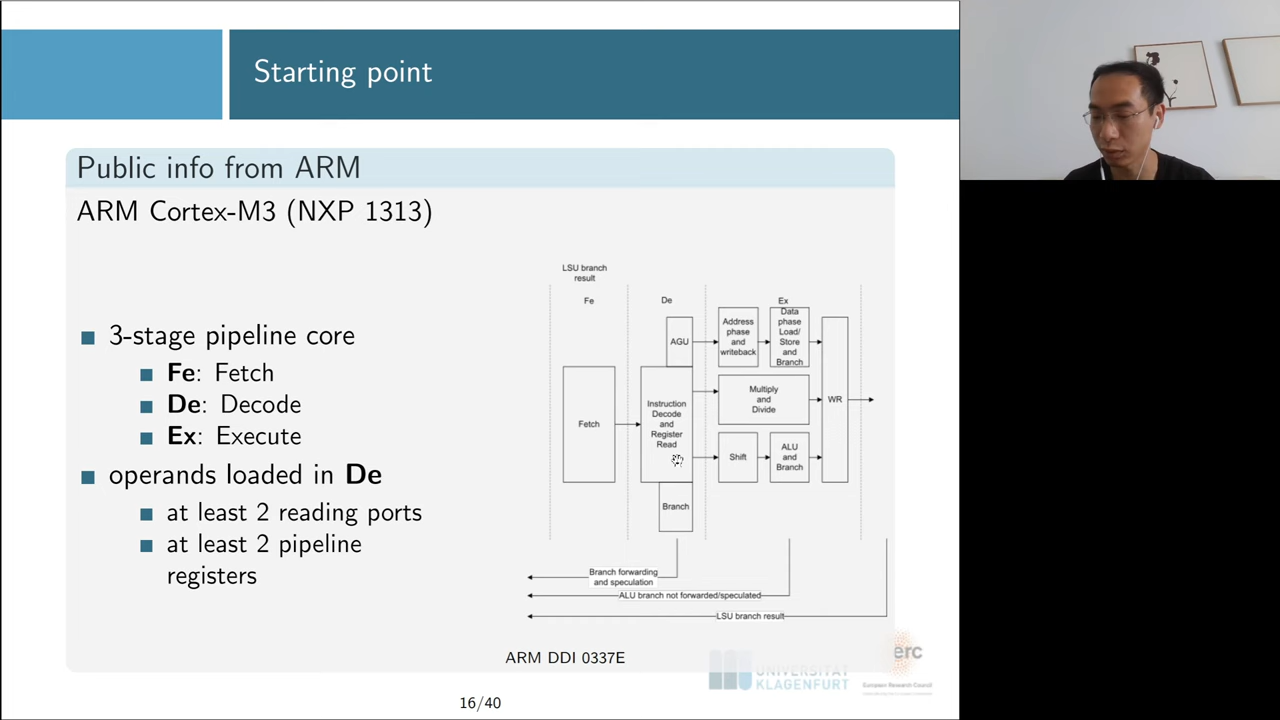 Starting point
Public info from ARM
ARM Cortex-M3 (NXP 1313)
3-stage pipeline core
Fe: Fetch
De: Decode
Ex: Execute
operands loaded in De
at least 2 reading ports
at least 2 pipeline
registers
LSU branch
result
Fe
De
Ex
AGU
Address
phase
and
writeback
Data
phase
Load/
Store
and
Branch
Fetch
Instruction
Decode
and
Register
Read
Multiply
and
Divide
WR
Shift
ALU
and
Branch
Branch
Branch forwarding
and speculation
ALU branch not forwarded/speculated
LSU branch result
ARM DDI 0337E
UNIVERSITÄT
KLAGENFURT
erc
European Research Council
16/40